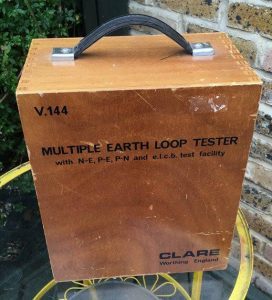 V.144
MULTIPLE EARTH LOOP TESTER
with N-E, P-E, P-N and e.l.c.b. test facility
CLARE
Worthing England